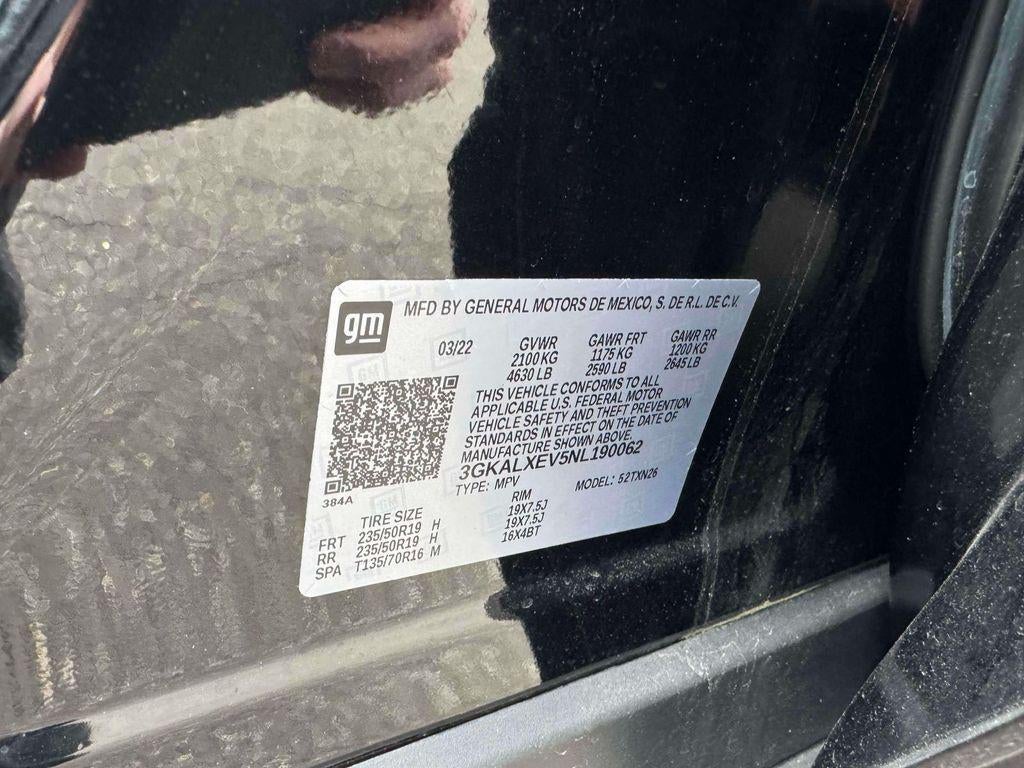 gm
MFD BY GENERAL MOTORS DE MEXICO, S. DE R.L. DE C.V.
03/22 GVWR GAWR FRT GAWR RR
2100 KG 1175 KG 1200 KG
4630 LB 2590 LB 2645 LB
THIS VEHICLE CONFORMS TO ALL
APPLICABLE U.S. FEDERAL MOTOR
VEHICLE SAFETY AND THEFT PREVENTION
STANDARDS IN EFFECT ON THE DATE OF
MANUFACTURE SHOWN ABOVE.
3GKALXEV5NL190062
TYPE: MPV MODEL: 52TXN26
384A
TIRE SIZE RIM
FRT 235/50R19 H 19X7.5J
RR 235/50R19 H 19X7.5J
SPA T135/70R16 M 16X4BT